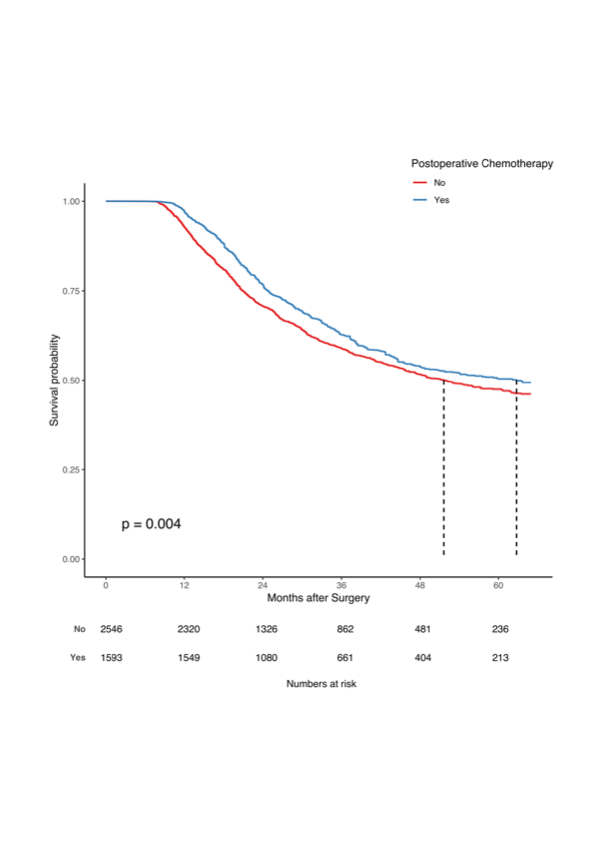 Postoperative Chemotherapy
No
Yes
1.00
0.75
0.50
0.25
0.00
Survival probability
p = 0.004
0 12 24 36 48 60
Months after Surgery
No 2546 2320 1326 862 481 236
Yes 1593 1549 1080 661 404 213
Numbers at risk